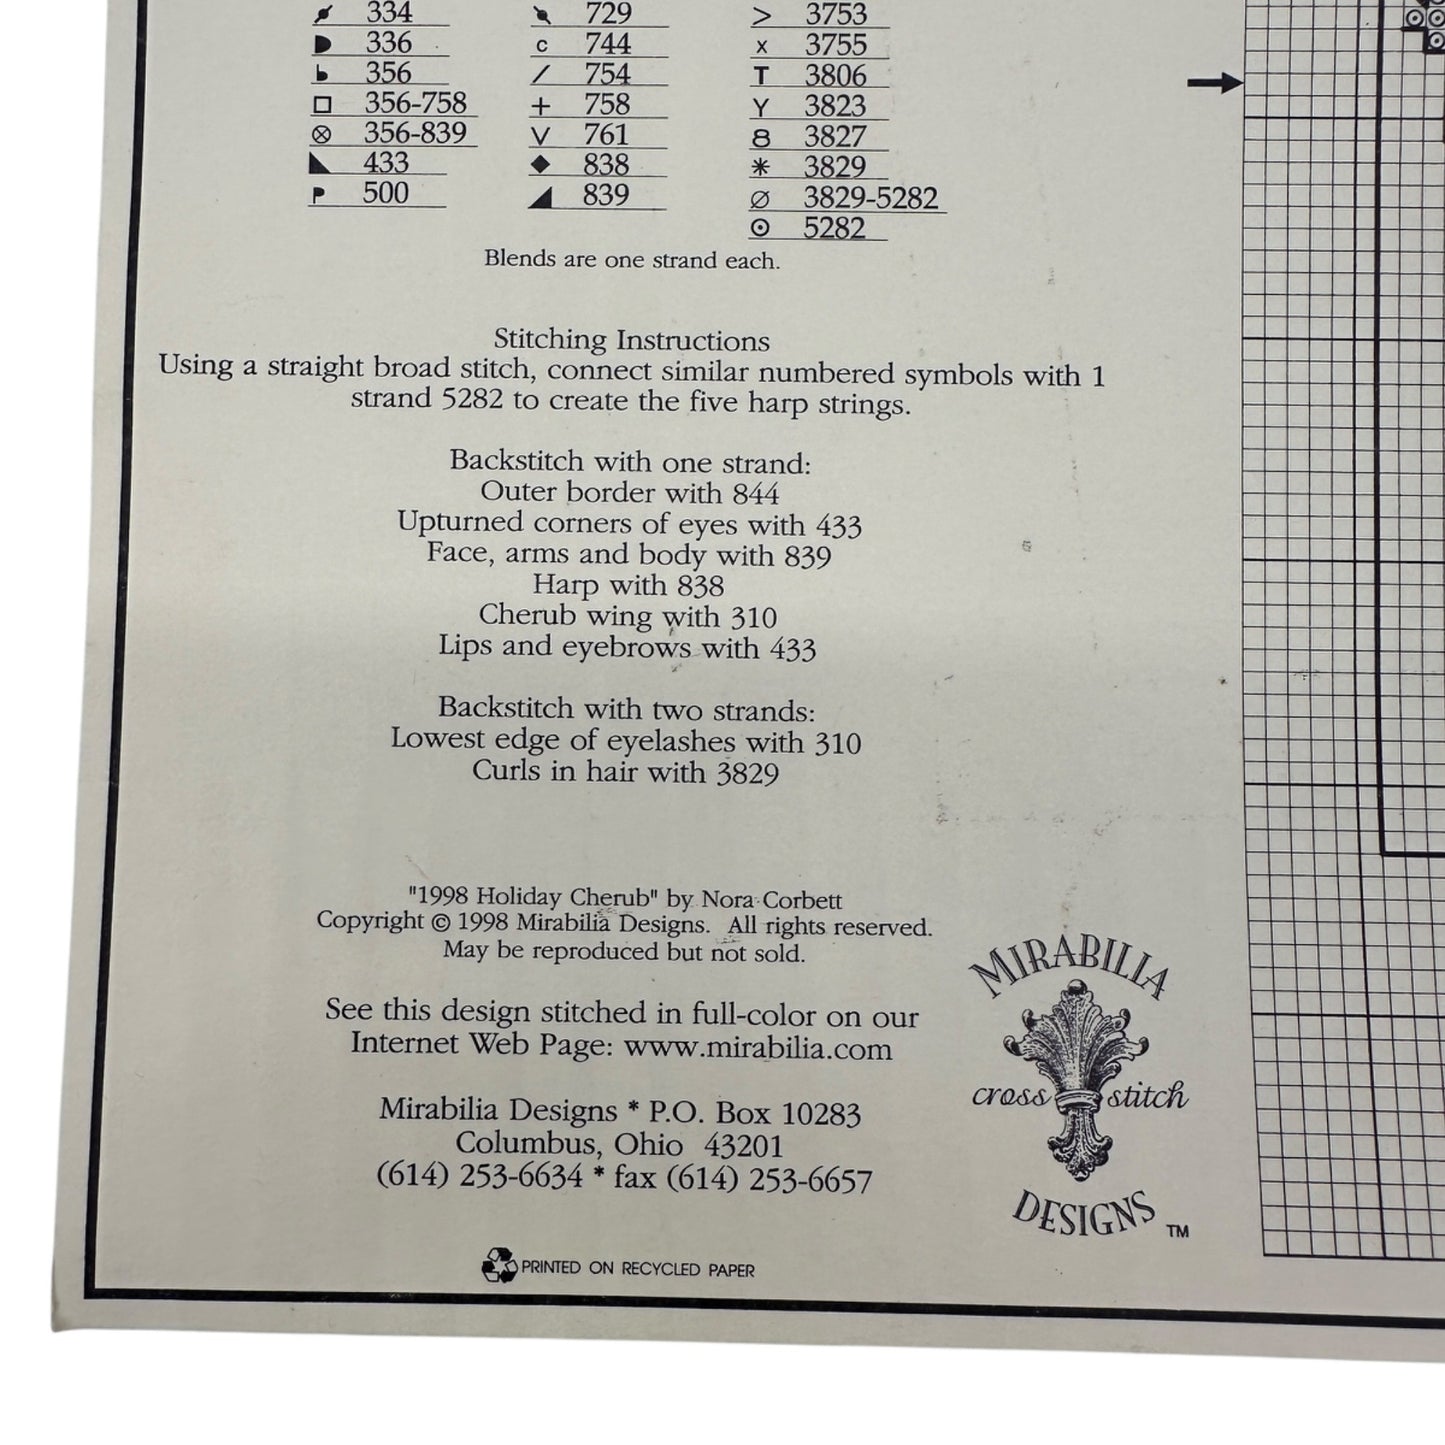 334
336
356
356-758
356-839
433
P 500
729
c 744
/ 754
+ 758
V 761
838
839
> 3753
x 3755
T 3806
Y 3823
8 3827
* 3829
∅ 3829-5282
⊙ 5282
Blends are one strand each.
Stitching Instructions
Using a straight broad stitch, connect similar numbered symbols with 1
strand 5282 to create the five harp strings.
Backstitch with one strand:
Outer border with 844
Upturned corners of eyes with 433
Face, arms and body with 839
Harp with 838
Cherub wing with 310
Lips and eyebrows with 433
Backstitch with two strands:
Lowest edge of eyelashes with 310
Curls in hair with 3829
"1998 Holiday Cherub" by Nora Corbett
Copyright © 1998 Mirabilia Designs.  All rights reserved.
May be reproduced but not sold.
See this design stitched in full-color on our
Internet Web Page: www.mirabilia.com
Mirabilia Designs * P.O. Box 10283
Columbus, Ohio  43201
(614) 253-6634 * fax (614) 253-6657
PRINTED ON RECYCLED PAPER
MIRABILIA
cross stitch
DESIGNS ™